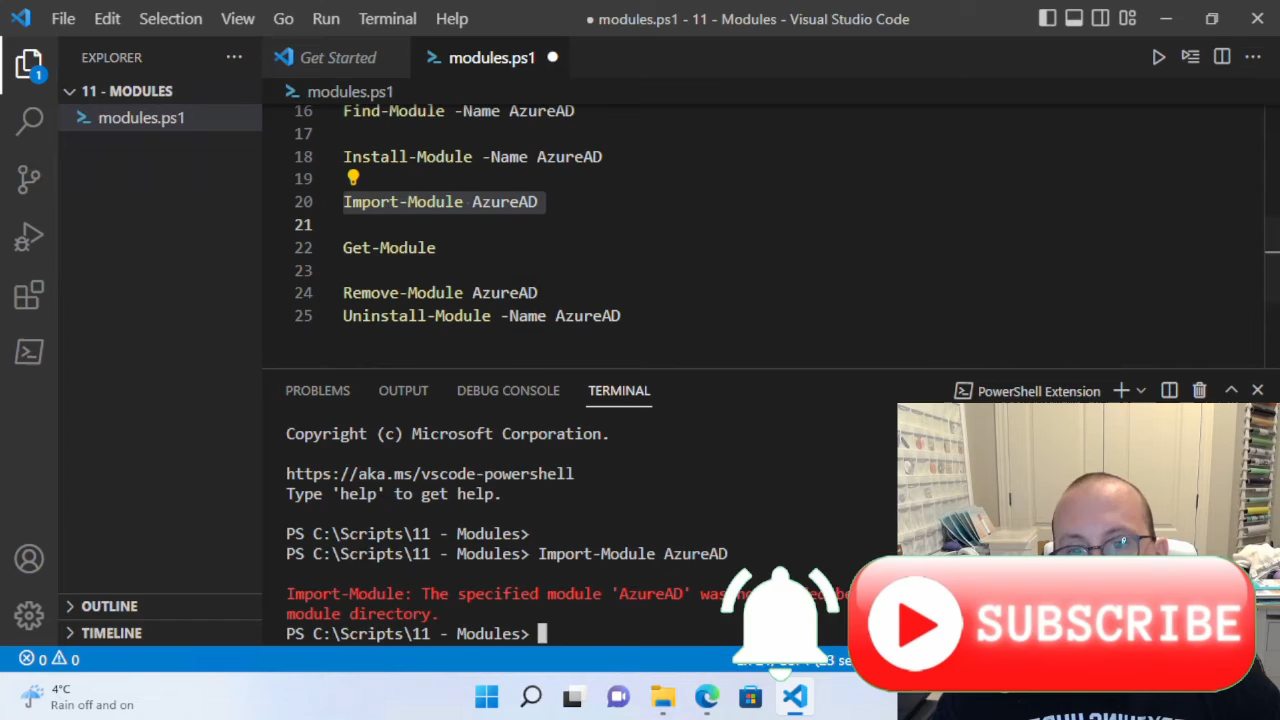 File Edit Selection View Go Run Terminal Help
● modules.ps1 - 11 - Modules - Visual Studio Code
EXPLORER
Get Started
modules.ps1
11 - MODULES
modules.ps1
modules.ps1
1
16 Find-Module -Name AzureAD
17
18 Install-Module -Name AzureAD
19
20 Import-Module AzureAD
21
22 Get-Module
23
24 Remove-Module AzureAD
25 Uninstall-Module -Name AzureAD
PROBLEMS OUTPUT DEBUG CONSOLE TERMINAL
PowerShell Extension
Copyright (c) Microsoft Corporation.
https://aka.ms/vscode-powershell
Type 'help' to get help.
PS C:\Scripts\11 - Modules>
PS C:\Scripts\11 - Modules> Import-Module AzureAD
Import-Module: The specified module 'AzureAD'
module directory.
PS C:\Scripts\11 - Modules>
OUTLINE
TIMELINE
0 0
SUBSCRIBE
4°C
Rain off and on